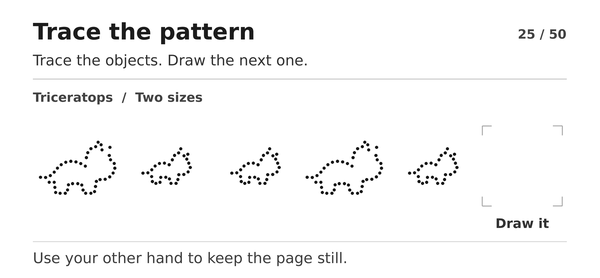 Trace the pattern
25 / 50
Trace the objects. Draw the next one.
Triceratops / Two sizes
Draw it
Use your other hand to keep the page still.